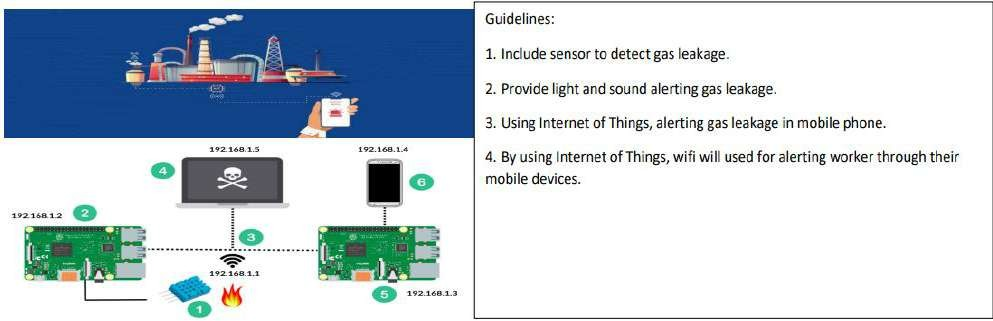 192.168.1.5
192.168.1.4
4
6
192.168.1.2
2
3
192.168.1.1
1
5
192.168.1.3
Guidelines:
1. Include sensor to detect gas leakage.
2. Provide light and sound alerting gas leakage.
3. Using Internet of Things, alerting gas leakage in mobile phone.
4. By using Internet of Things, wifi will used for alerting worker through their
mobile devices.